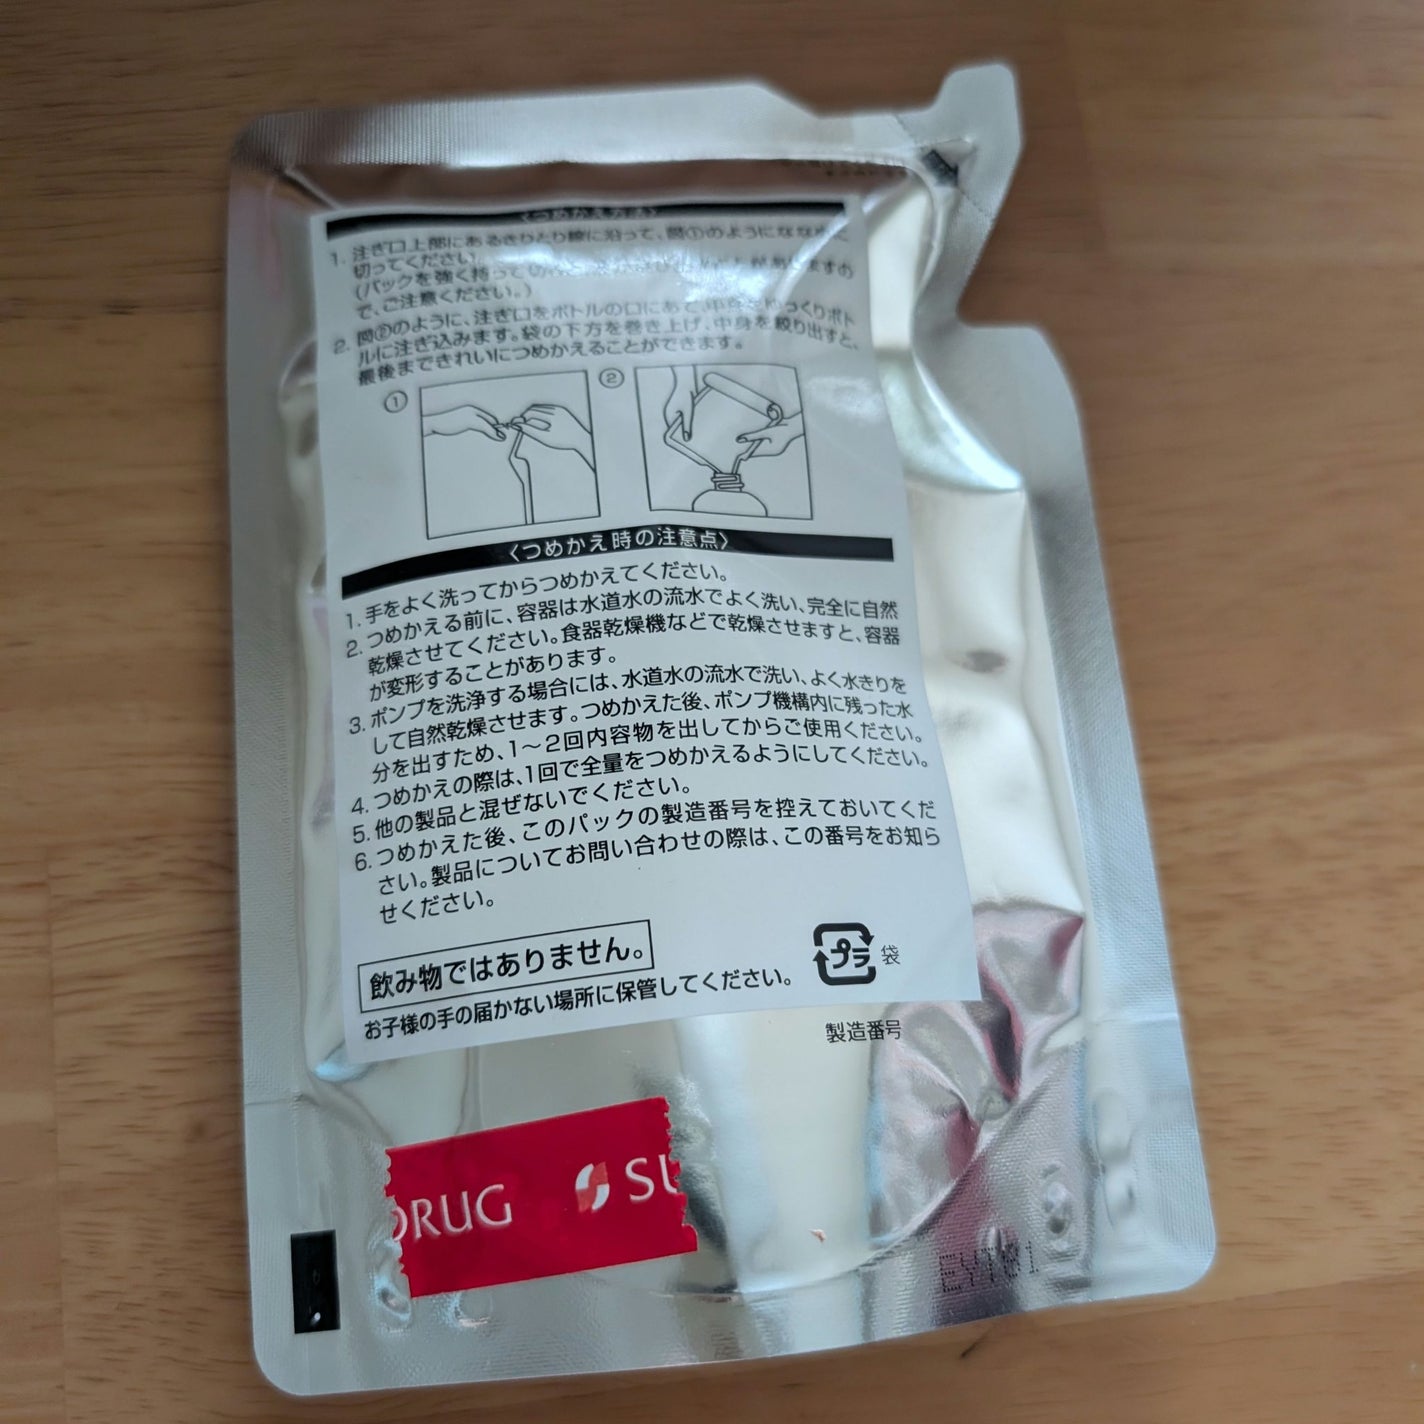 〈つめかえ方法〉
1. 注ぎ口上部にあるきりとり線に沿って、図①のようにななめに
切ってください。
(パックを強く持って
ますの
で、ご注意ください。)
2. 図②のように、注ぎ口をボトルの口にあて、中身をゆっくりボト
ルに注ぎ込みます。袋の下方を巻き上げ、中身を絞り出すと、
最後まできれいにつめかえることができます。
① ②
〈つめかえ時の注意点〉
1. 手をよく洗ってからつめかえてください。
2. つめかえる前に、容器は水道水の流水でよく洗い、完全に自然
乾燥させてください。食器乾燥機などで乾燥させますと、容器
が変形することがあります。
3. ポンプを洗浄する場合には、水道水の流水で洗い、よく水きりを
して自然乾燥させます。つめかえた後、ポンプ機構内に残った水
分を出すため、1〜2回内容物を出してからご使用ください。
4. つめかえの際は、1回で全量をつめかえるようにしてください。
5. 他の製品と混ぜないでください。
6. つめかえた後、このパックの製造番号を控えておいてくだ
さい。製品についてお問い合わせの際は、この番号をお知ら
せください。
飲み物ではありません。
お子様の手の届かない場所に保管してください。
プラ 袋
製造番号
DRUG SU
EYT81